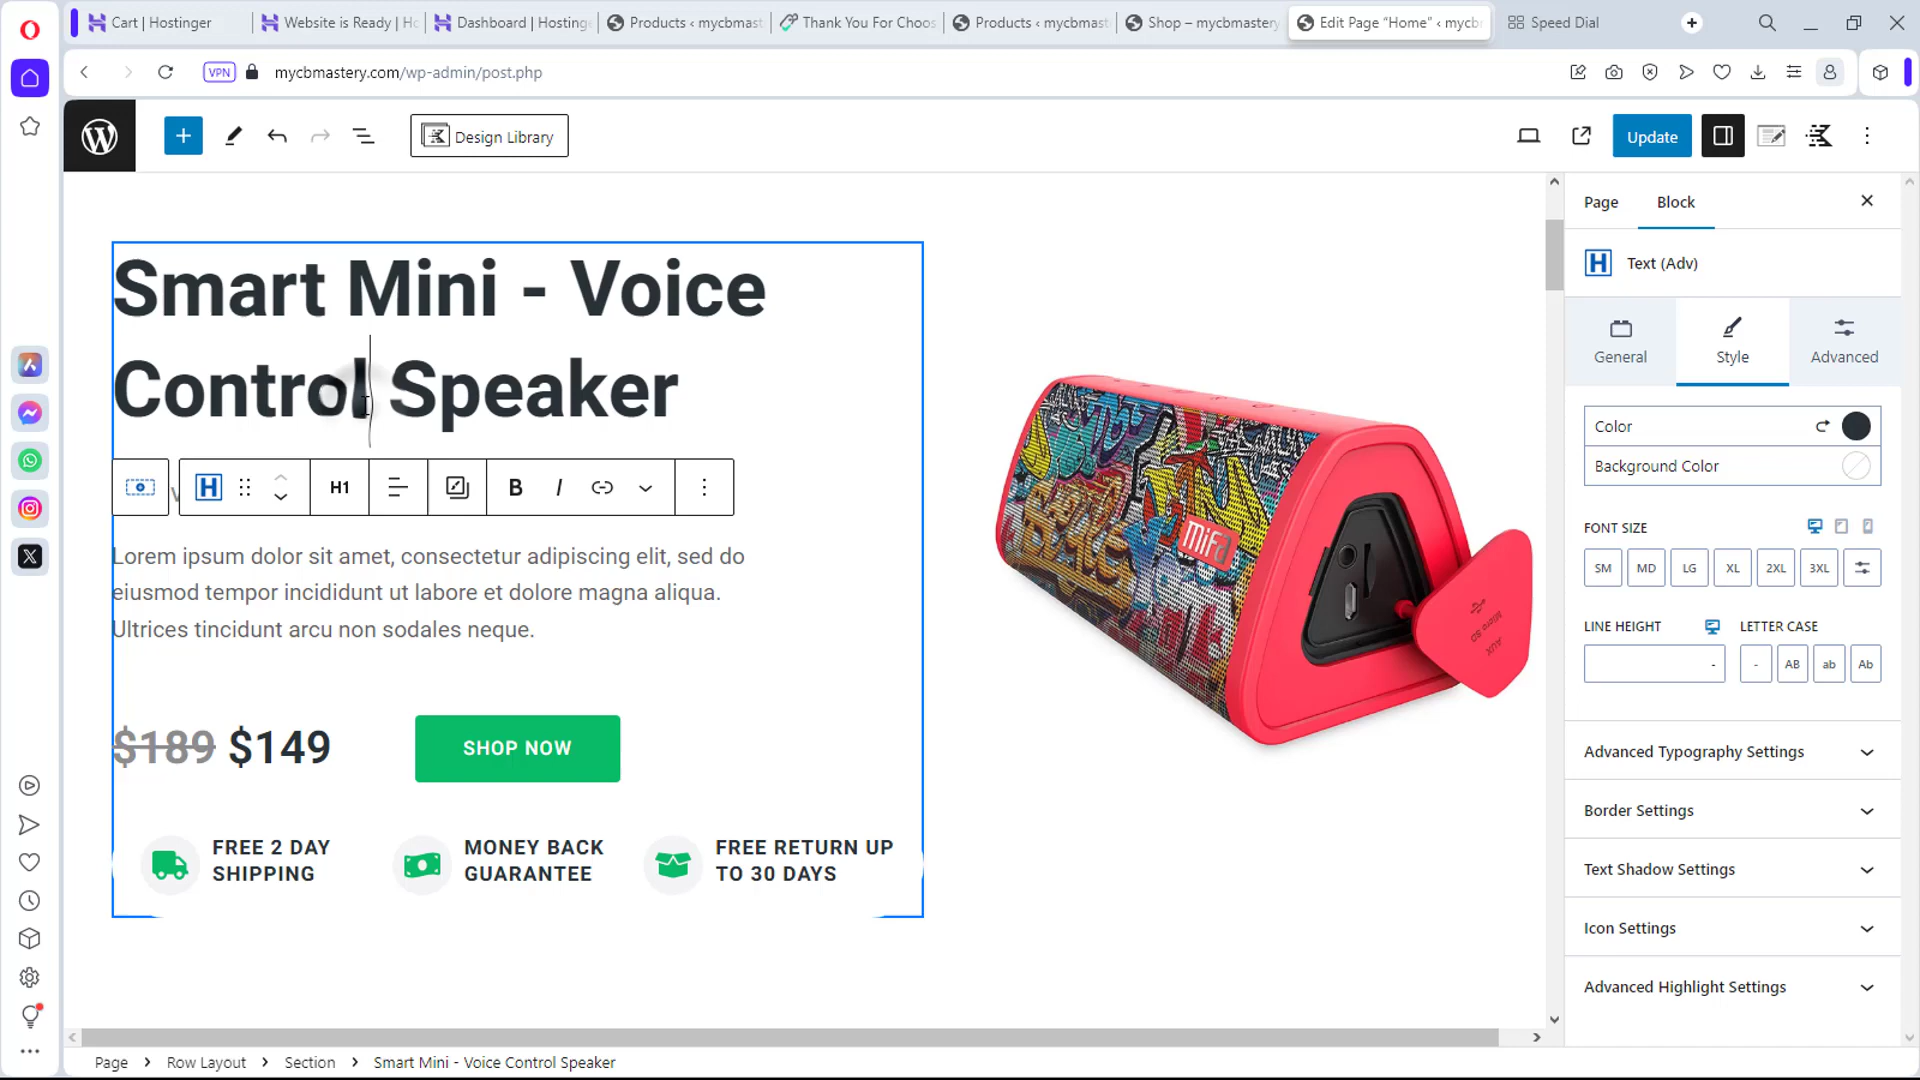 Cart | Hostinger
Website is Ready | Ho
Dashboard | Hosting
Products ‹ mycbmast
Thank You For Choos
Products ‹ mycbmast
Shop – mycbmastery
Edit Page “Home” ‹ mycb
Speed Dial
VPN
mycbmastery.com/wp-admin/post.php
Design Library
Update
Smart Mini - Voice
Control Speaker
H1
B
I
Lorem ipsum dolor sit amet, consectetur adipiscing elit, sed do
eiusmod tempor incididunt ut labore et dolore magna aliqua.
Ultrices tincidunt arcu non sodales neque.
$189 $149
SHOP NOW
FREE 2 DAY
SHIPPING
MONEY BACK
GUARANTEE
FREE RETURN UP
TO 30 DAYS
mifa
Micro SD
AUX
Page
Block
H
Text (Adv)
General
Style
Advanced
Color
Background Color
FONT SIZE
SM
MD
LG
XL
2XL
3XL
LINE HEIGHT
LETTER CASE
-
-
AB
ab
Ab
Advanced Typography Settings
Border Settings
Text Shadow Settings
Icon Settings
Advanced Highlight Settings
Page
Row Layout
Section
Smart Mini - Voice Control Speaker